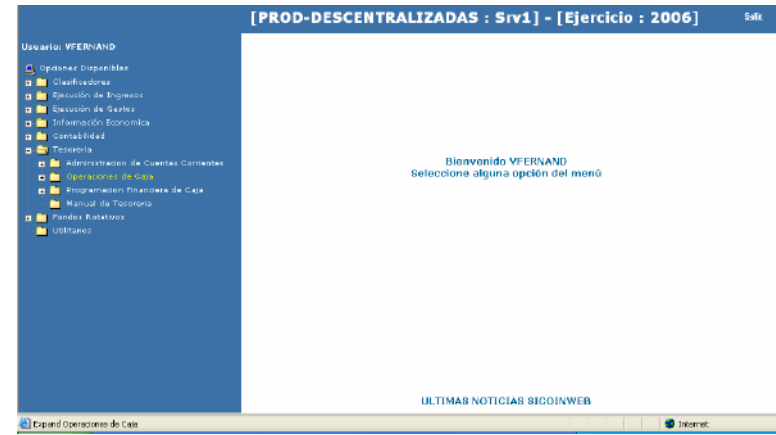 [PROD-DESCENTRALIZADAS : Srv1] - [Ejercicio : 2006]
Salir
Usuario: VFERNAND
Opciones Disponibles
Clasificadores
Ejecución de Ingresos
Ejecución de Gastos
Información Economica
Contabilidad
Tesorería
Administracion de Cuentas Corrientes
Operaciones de Caja
Programacion Financiera de Caja
Manual de Tesoreria
Fondos Rotativos
Utilitarios
Bienvenido VFERNAND
Seleccione alguna opción del menú
ULTIMAS NOTICIAS SICOINWEB
Expand Operaciones de Caja
Internet